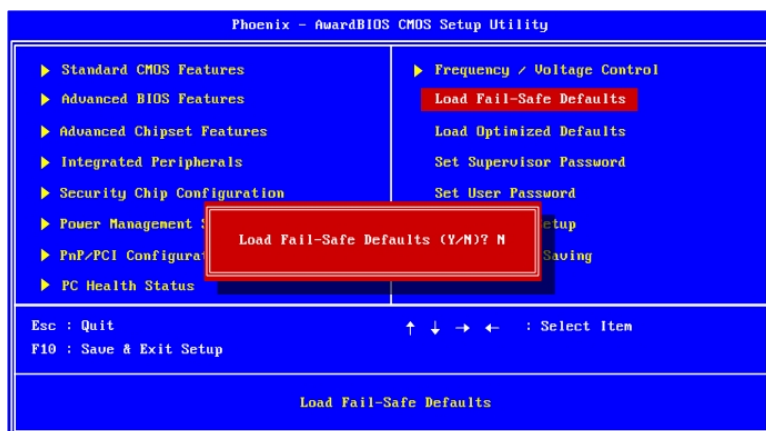 Phoenix - AwardBIOS CMOS Setup Utility
Standard CMOS Features
Advanced BIOS Features
Advanced Chipset Features
Integrated Peripherals
Security Chip Configuration
Power Management
PnP/PCI
PC Health Status
Frequency / Voltage Control
Load Fail-Safe Defaults
Load Optimized Defaults
Set Supervisor Password
Set User Password
Saving
Load Fail-Safe Defaults (Y/N)? N
Esc : Quit
F10 : Save & Exit Setup
↑ ↓ → ← : Select Item
Load Fail-Safe Defaults